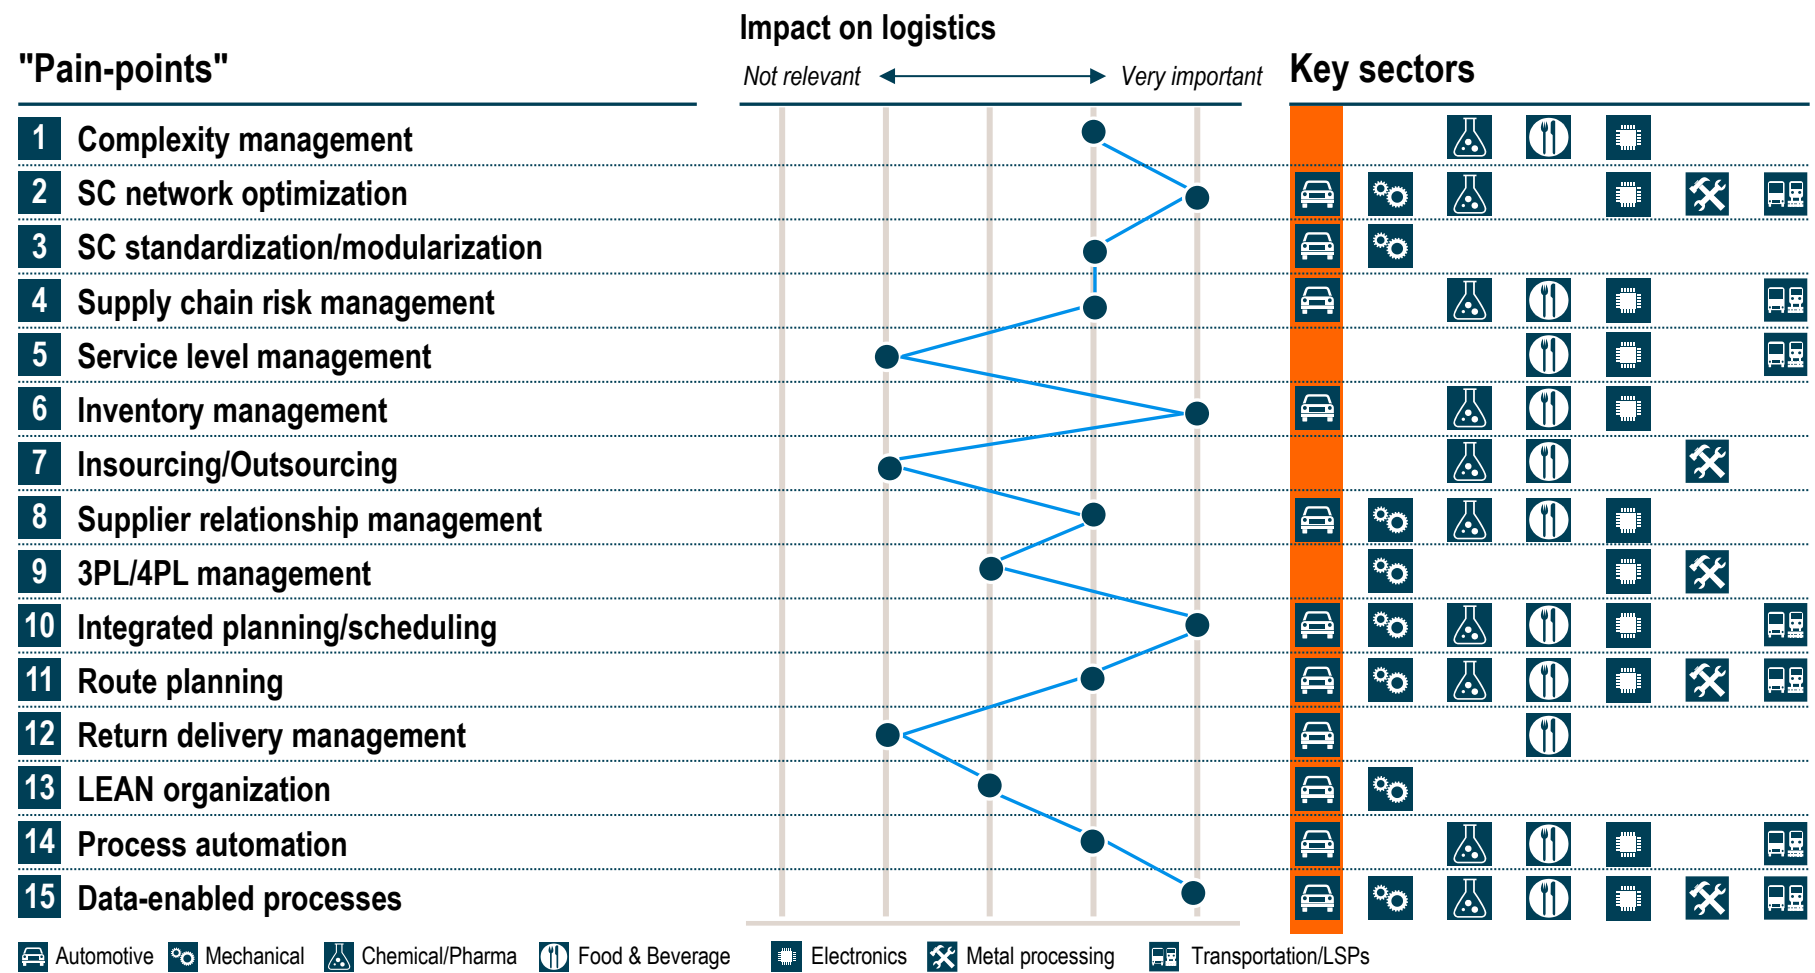 Impact on logistics
"Pain-points"
Not relevant
Very important
Key sectors
1 Complexity management
2 SC network optimization
3 SC standardization/modularization
4 Supply chain risk management
5 Service level management
6 Inventory management
7 Insourcing/Outsourcing
8 Supplier relationship management
9 3PL/4PL management
10 Integrated planning/scheduling
11 Route planning
12 Return delivery management
13 LEAN organization
14 Process automation
15 Data-enabled processes
Automotive Mechanical Chemical/Pharma Food & Beverage Electronics Metal processing Transportation/LSPs